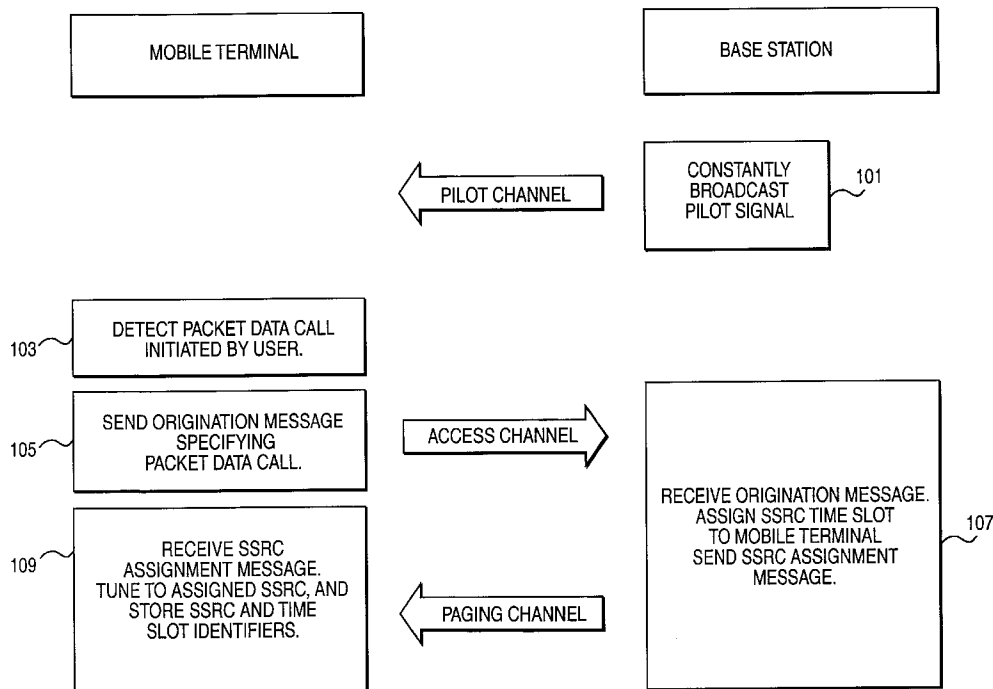 MOBILE TERMINAL
BASE STATION
CONSTANTLY
BROADCAST
PILOT SIGNAL
101
PILOT CHANNEL
103
DETECT PACKET DATA CALL
INITIATED BY USER.
105
SEND ORIGINATION MESSAGE
SPECIFYING
PACKET DATA CALL.
ACCESS CHANNEL
RECEIVE ORIGINATION MESSAGE.
ASSIGN SSRC TIME SLOT
TO MOBILE TERMINAL
SEND SSRC ASSIGNMENT
MESSAGE.
107
109
RECEIVE SSRC
ASSIGNMENT MESSAGE.
TUNE TO ASSIGNED SSRC, AND
STORE SSRC AND TIME
SLOT IDENTIFIERS.
PAGING CHANNEL